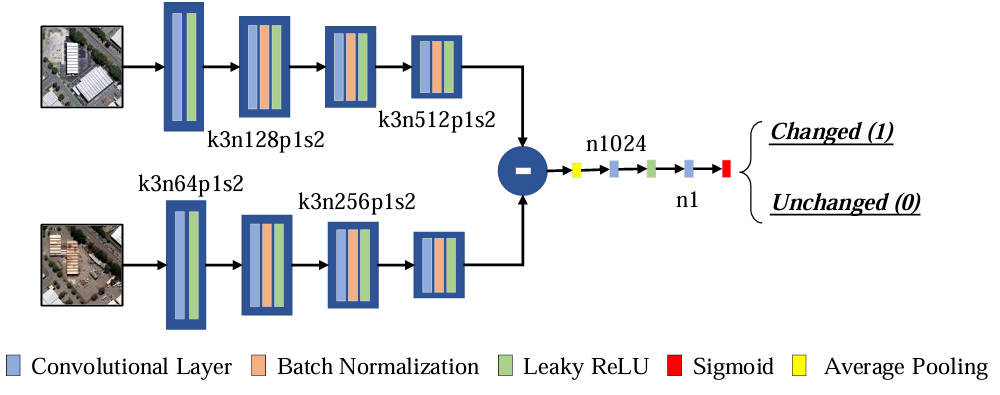 k3n128p1s2
k3n512p1s2
k3n64p1s2
k3n256p1s2
n1024
n1
Changed (1)
Unchanged (0)
Convolutional Layer
Batch Normalization
Leaky ReLU
Sigmoid
Average Pooling